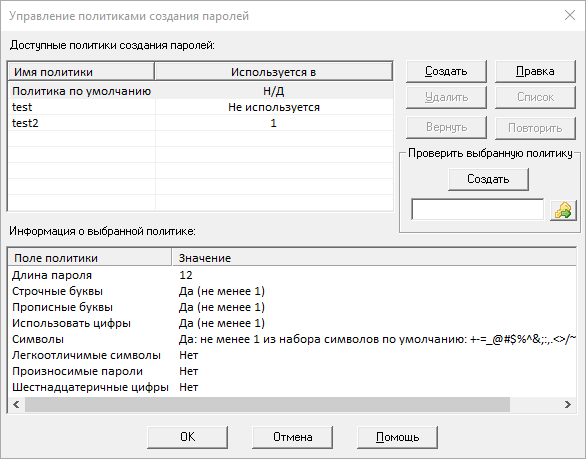 Управление политиками создания паролей
Доступные политики создания паролей:
Имя политики Используется в
Политика по умолчанию Н/Д
test Не используется
test2 1
Создать Правка
Удалить Список
Вернуть Повторить
Проверить выбранную политику
Создать
Информация о выбранной политике:
Поле политики Значение
Длина пароля 12
Строчные буквы Да (не менее 1)
Прописные буквы Да (не менее 1)
Использовать цифры Да (не менее 1)
Символы Да: не менее 1 из набора символов по умолчанию: +-=_@#$%^&;:,.<>/~
Легкоотличимые символы Нет
Произносимые пароли Нет
Шестнадцатеричные цифры Нет
ОК Отмена Помощь